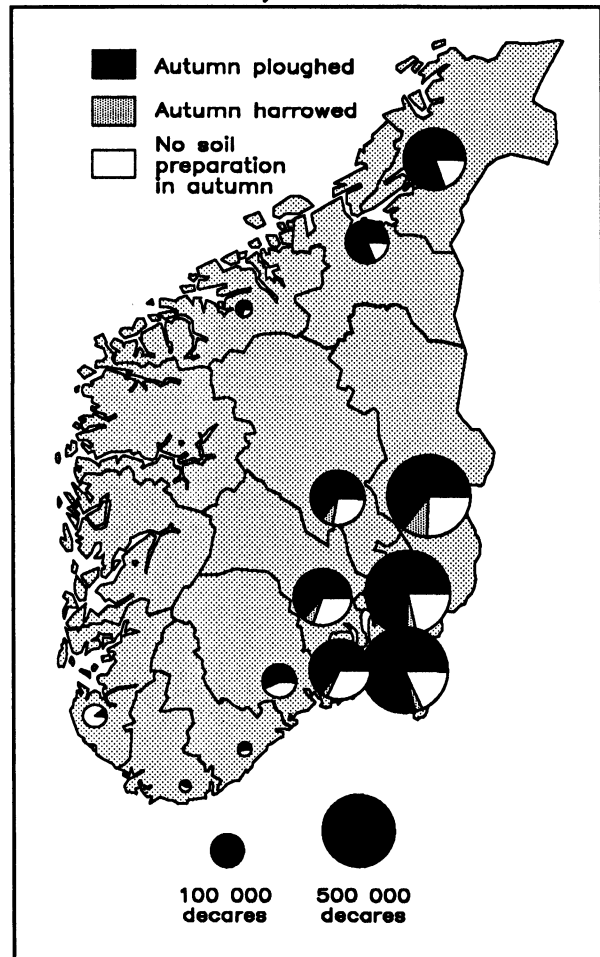 Autumn ploughed
Autumn harrowed
No soil
preparation
in autumn
100 000
decares
500 000
decares